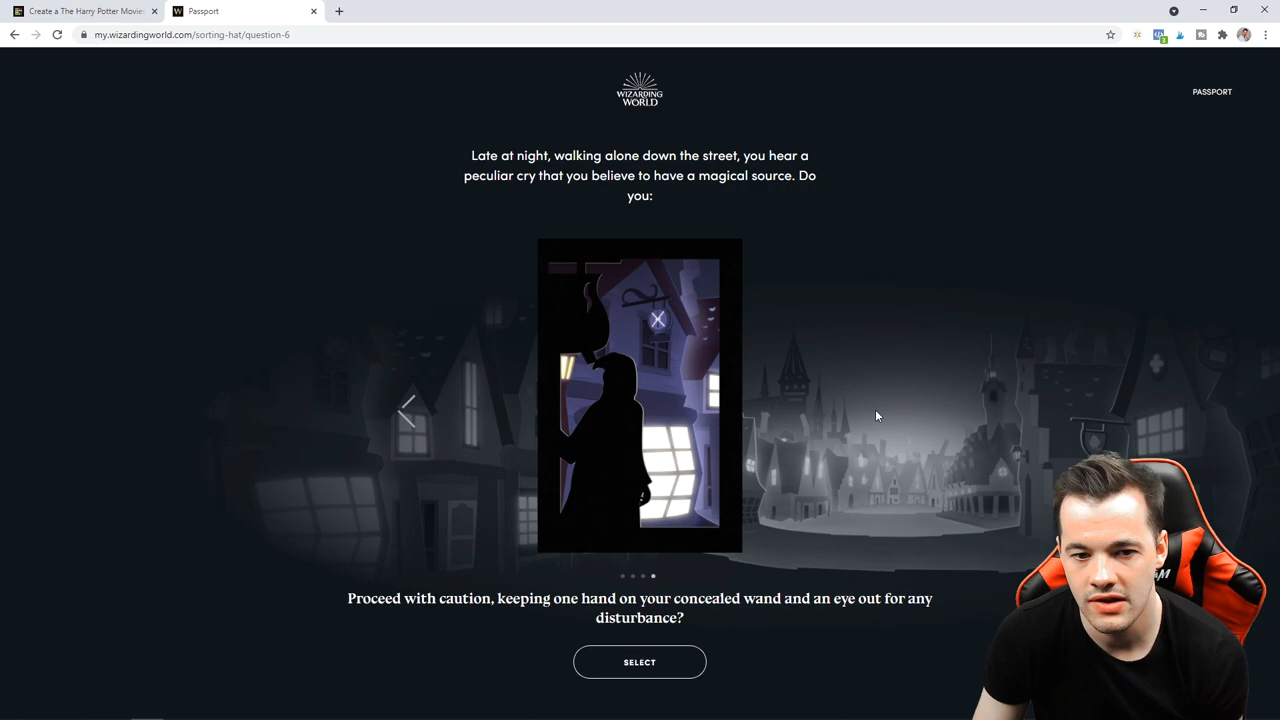 Create a The Harry Potter Movie
Passport
my.wizardingworld.com/sorting-hat/question-6
3
WIZARDING
WORLD
PASSPORT
Late at night, walking alone down the street, you hear a
peculiar cry that you believe to have a magical source. Do
you:
Proceed with caution, keeping one hand on your concealed wand and an eye out for any
disturbance?
SELECT